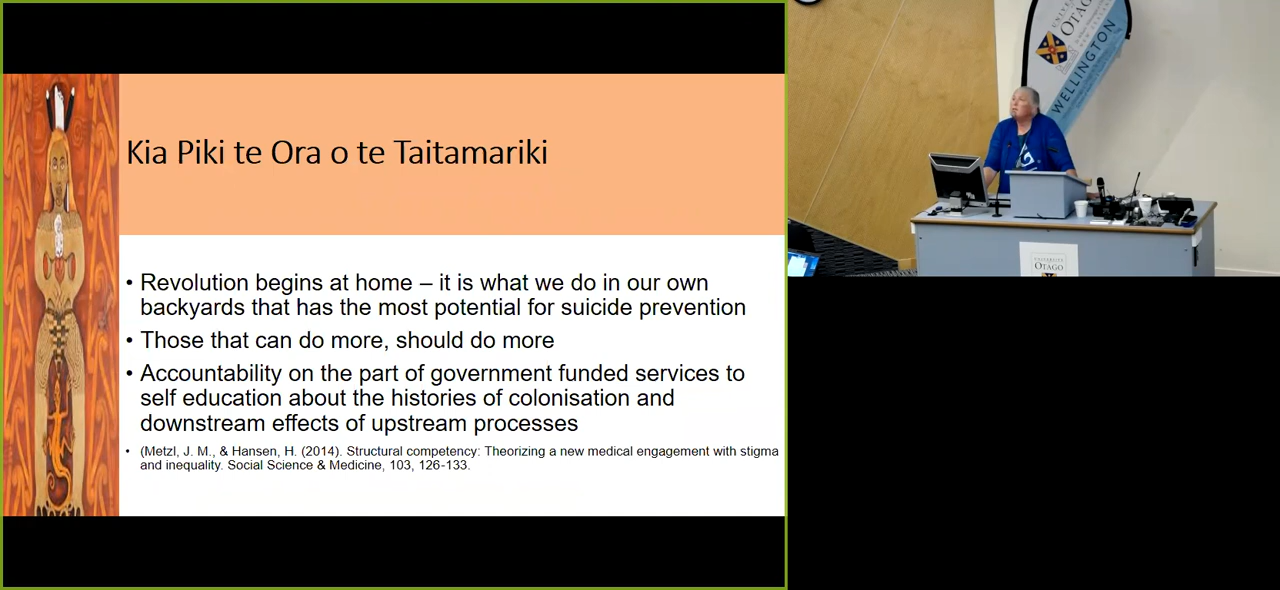 Kia Piki te Ora o te Taitamariki
• Revolution begins at home – it is what we do in our own
backyards that has the most potential for suicide prevention
• Those that can do more, should do more
• Accountability on the part of government funded services to
self education about the histories of colonisation and
downstream effects of upstream processes
• (Metzl, J. M., & Hansen, H. (2014). Structural competency: Theorizing a new medical engagement with stigma
and inequality. Social Science & Medicine, 103, 126-133.
OTAGO
WELLINGTON
UNIVERSITY
OTAGO